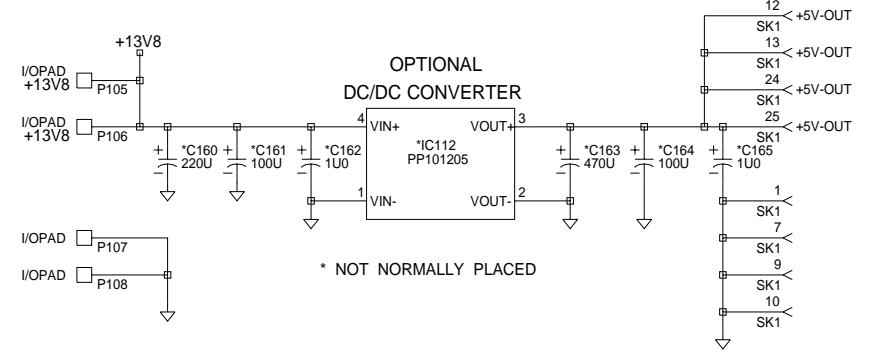 +13V8
I/OPAD
+13V8
P105
I/OPAD
+13V8
P106
*C160
220U
*C161
100U
*C162
1U0
OPTIONAL
DC/DC CONVERTER
4
VIN+
VOUT+
3
*IC112
PP101205
1
VIN-
VOUT-
2
*C163
470U
*C164
100U
*C165
1U0
12
SK1
+5V-OUT
13
SK1
+5V-OUT
24
SK1
+5V-OUT
25
SK1
+5V-OUT
1
SK1
7
SK1
9
SK1
10
SK1
I/OPAD
P107
I/OPAD
P108
* NOT NORMALLY PLACED